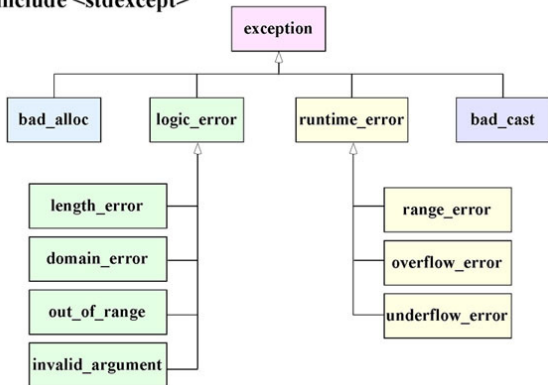 include <stdexcept>
exception
bad_alloc
logic_error
runtime_error
bad_cast
length_error
domain_error
out_of_range
invalid_argument
range_error
overflow_error
underflow_error